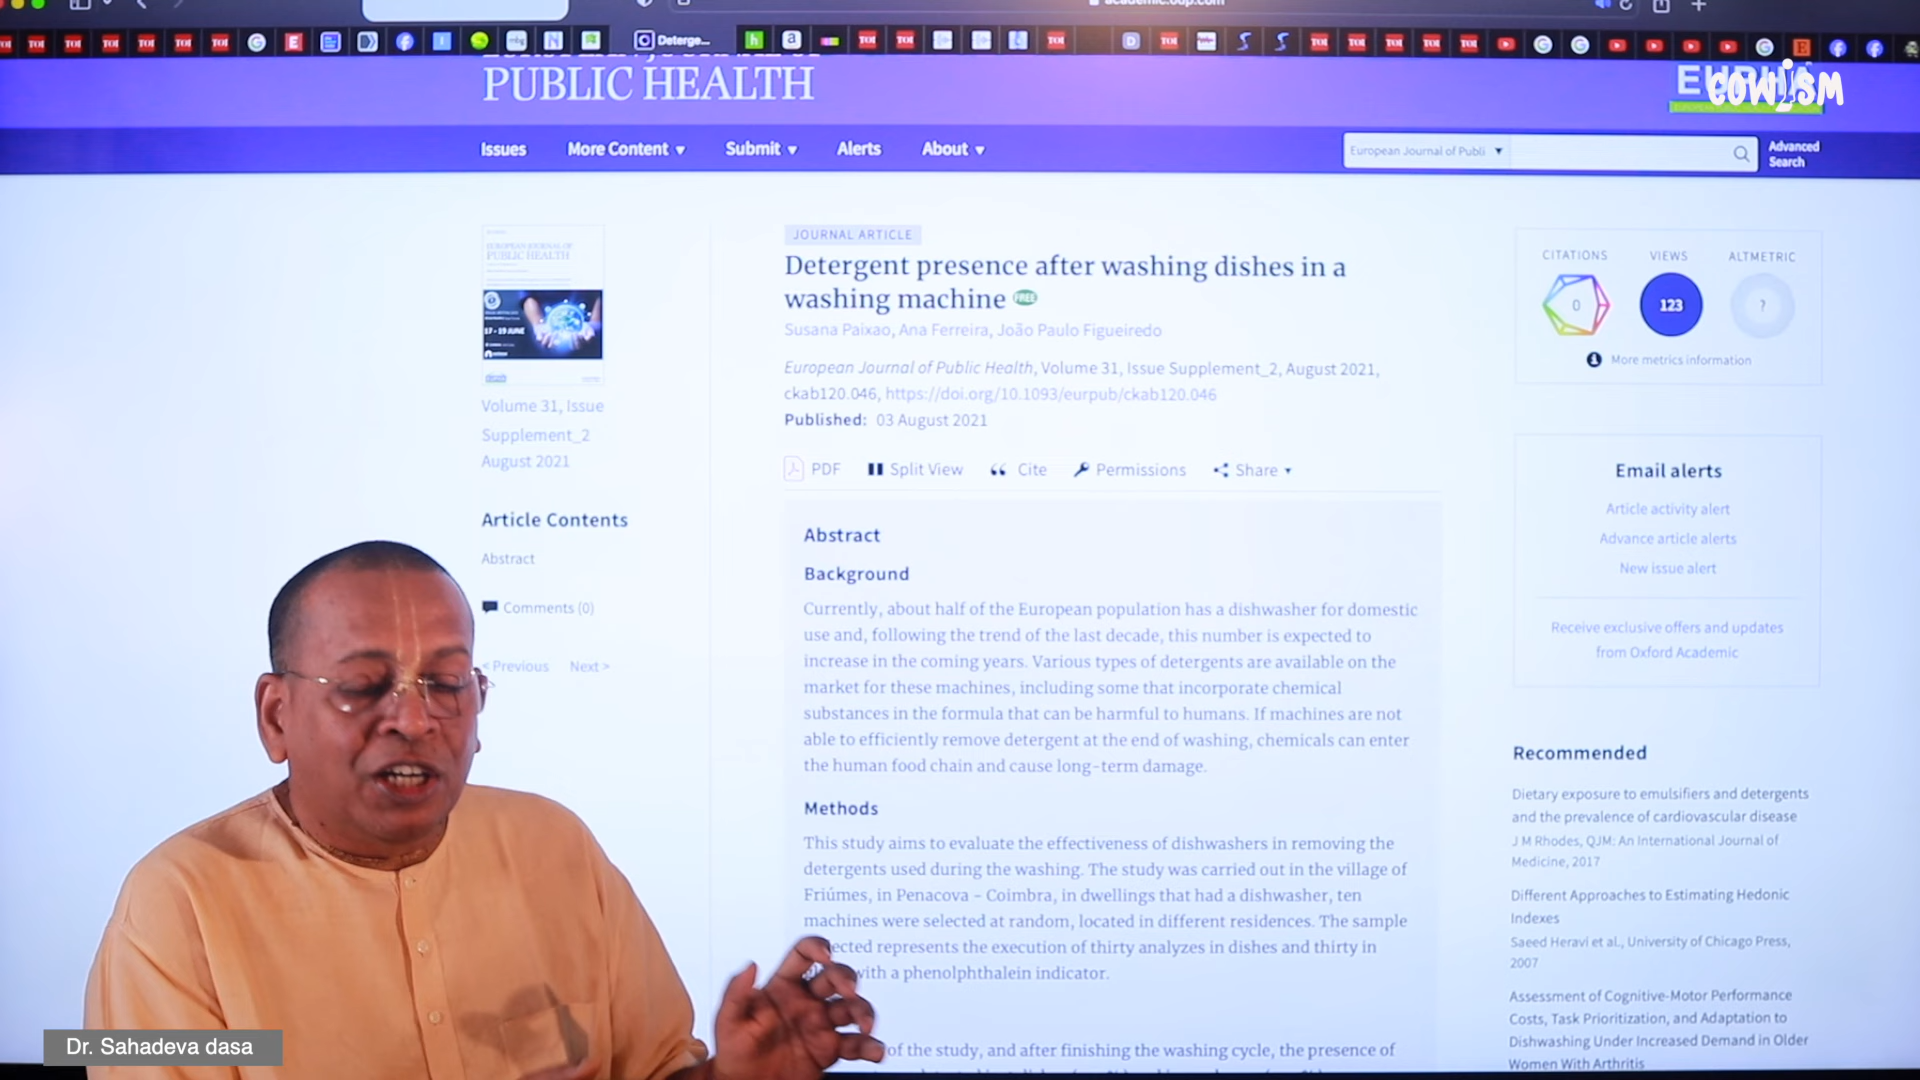 academic.oup.com
Deterge...
PUBLIC HEALTH
COWISM
Issues
More Content
Submit
Alerts
About
European Journal of Publi
Advanced
Search
EUROPEAN JOURNAL OF
PUBLIC HEALTH
17 - 19 JUNE
Volume 31, Issue
Supplement_2
August 2021
Article Contents
Abstract
Comments (0)
< Previous Next >
JOURNAL ARTICLE
Detergent presence after washing dishes in a
washing machine FREE
Susana Paixao, Ana Ferreira, João Paulo Figueiredo
European Journal of Public Health, Volume 31, Issue Supplement_2, August 2021,
ckab120.046, https://doi.org/10.1093/eurpub/ckab120.046
Published: 03 August 2021
PDF Split View Cite Permissions Share
Abstract
Background
Currently, about half of the European population has a dishwasher for domestic
use and, following the trend of the last decade, this number is expected to
increase in the coming years. Various types of detergents are available on the
market for these machines, including some that incorporate chemical
substances in the formula that can be harmful to humans. If machines are not
able to efficiently remove detergent at the end of washing, chemicals can enter
the human food chain and cause long-term damage.
Methods
This study aims to evaluate the effectiveness of dishwashers in removing the
detergents used during the washing. The study was carried out in the village of
Friúmes, in Penacova – Coimbra, in dwellings that had a dishwasher, ten
machines were selected at random, located in different residences. The sample
ected represents the execution of thirty analyzes in dishes and thirty in
with a phenolphthalein indicator.
of the study, and after finishing the washing cycle, the presence of
CITATIONS VIEWS ALTMETRIC
0 123 ?
More metrics information
Email alerts
Article activity alert
Advance article alerts
New issue alert
Receive exclusive offers and updates
from Oxford Academic
Recommended
Dietary exposure to emulsifiers and detergents
and the prevalence of cardiovascular disease
J M Rhodes, QJM: An International Journal of
Medicine, 2017
Different Approaches to Estimating Hedonic
Indexes
Saeed Heravi et al., University of Chicago Press,
2007
Assessment of Cognitive-Motor Performance
Costs, Task Prioritization, and Adaptation to
Dishwashing Under Increased Demand in Older
Women With Arthritis
Dr. Sahadeva dasa